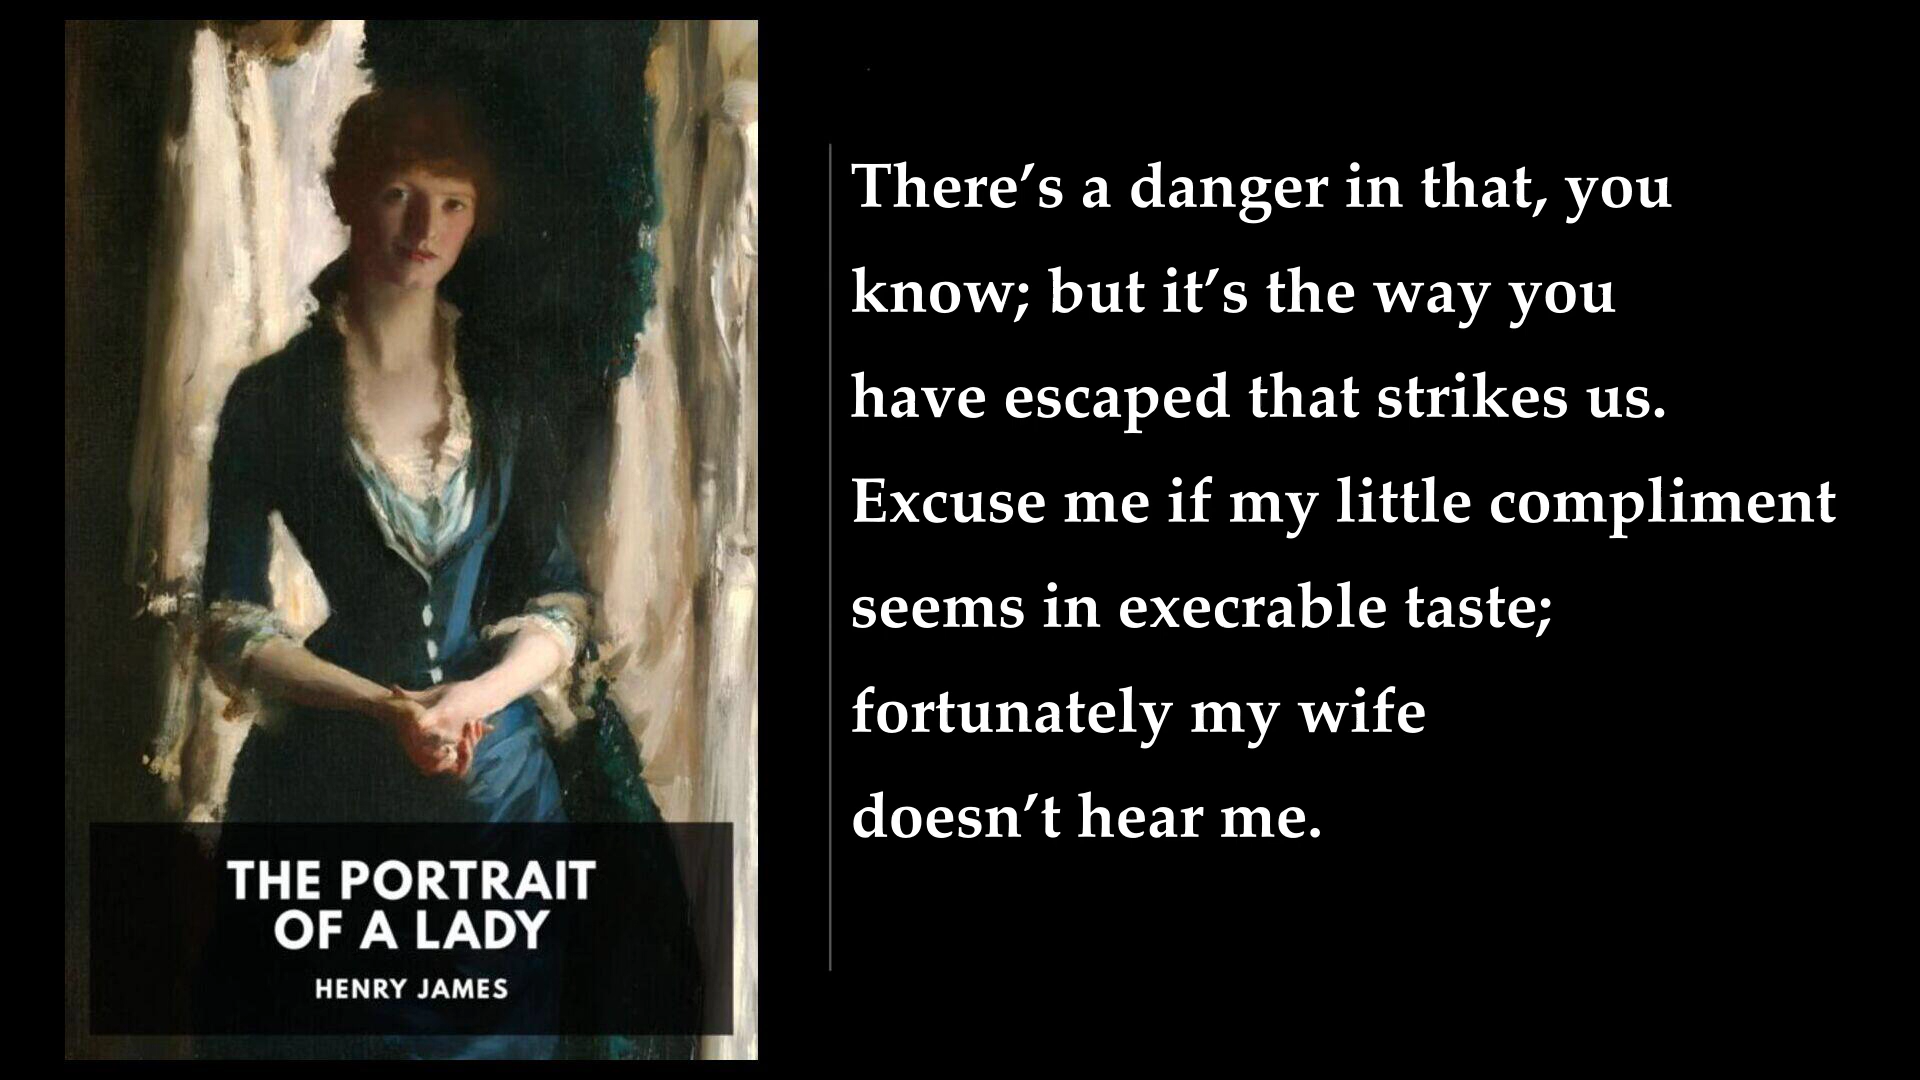 THE PORTRAIT
OF A LADY
HENRY JAMES
There’s a danger in that, you
know; but it’s the way you
have escaped that strikes us.
Excuse me if my little compliment
seems in execrable taste;
fortunately my wife
doesn’t hear me.